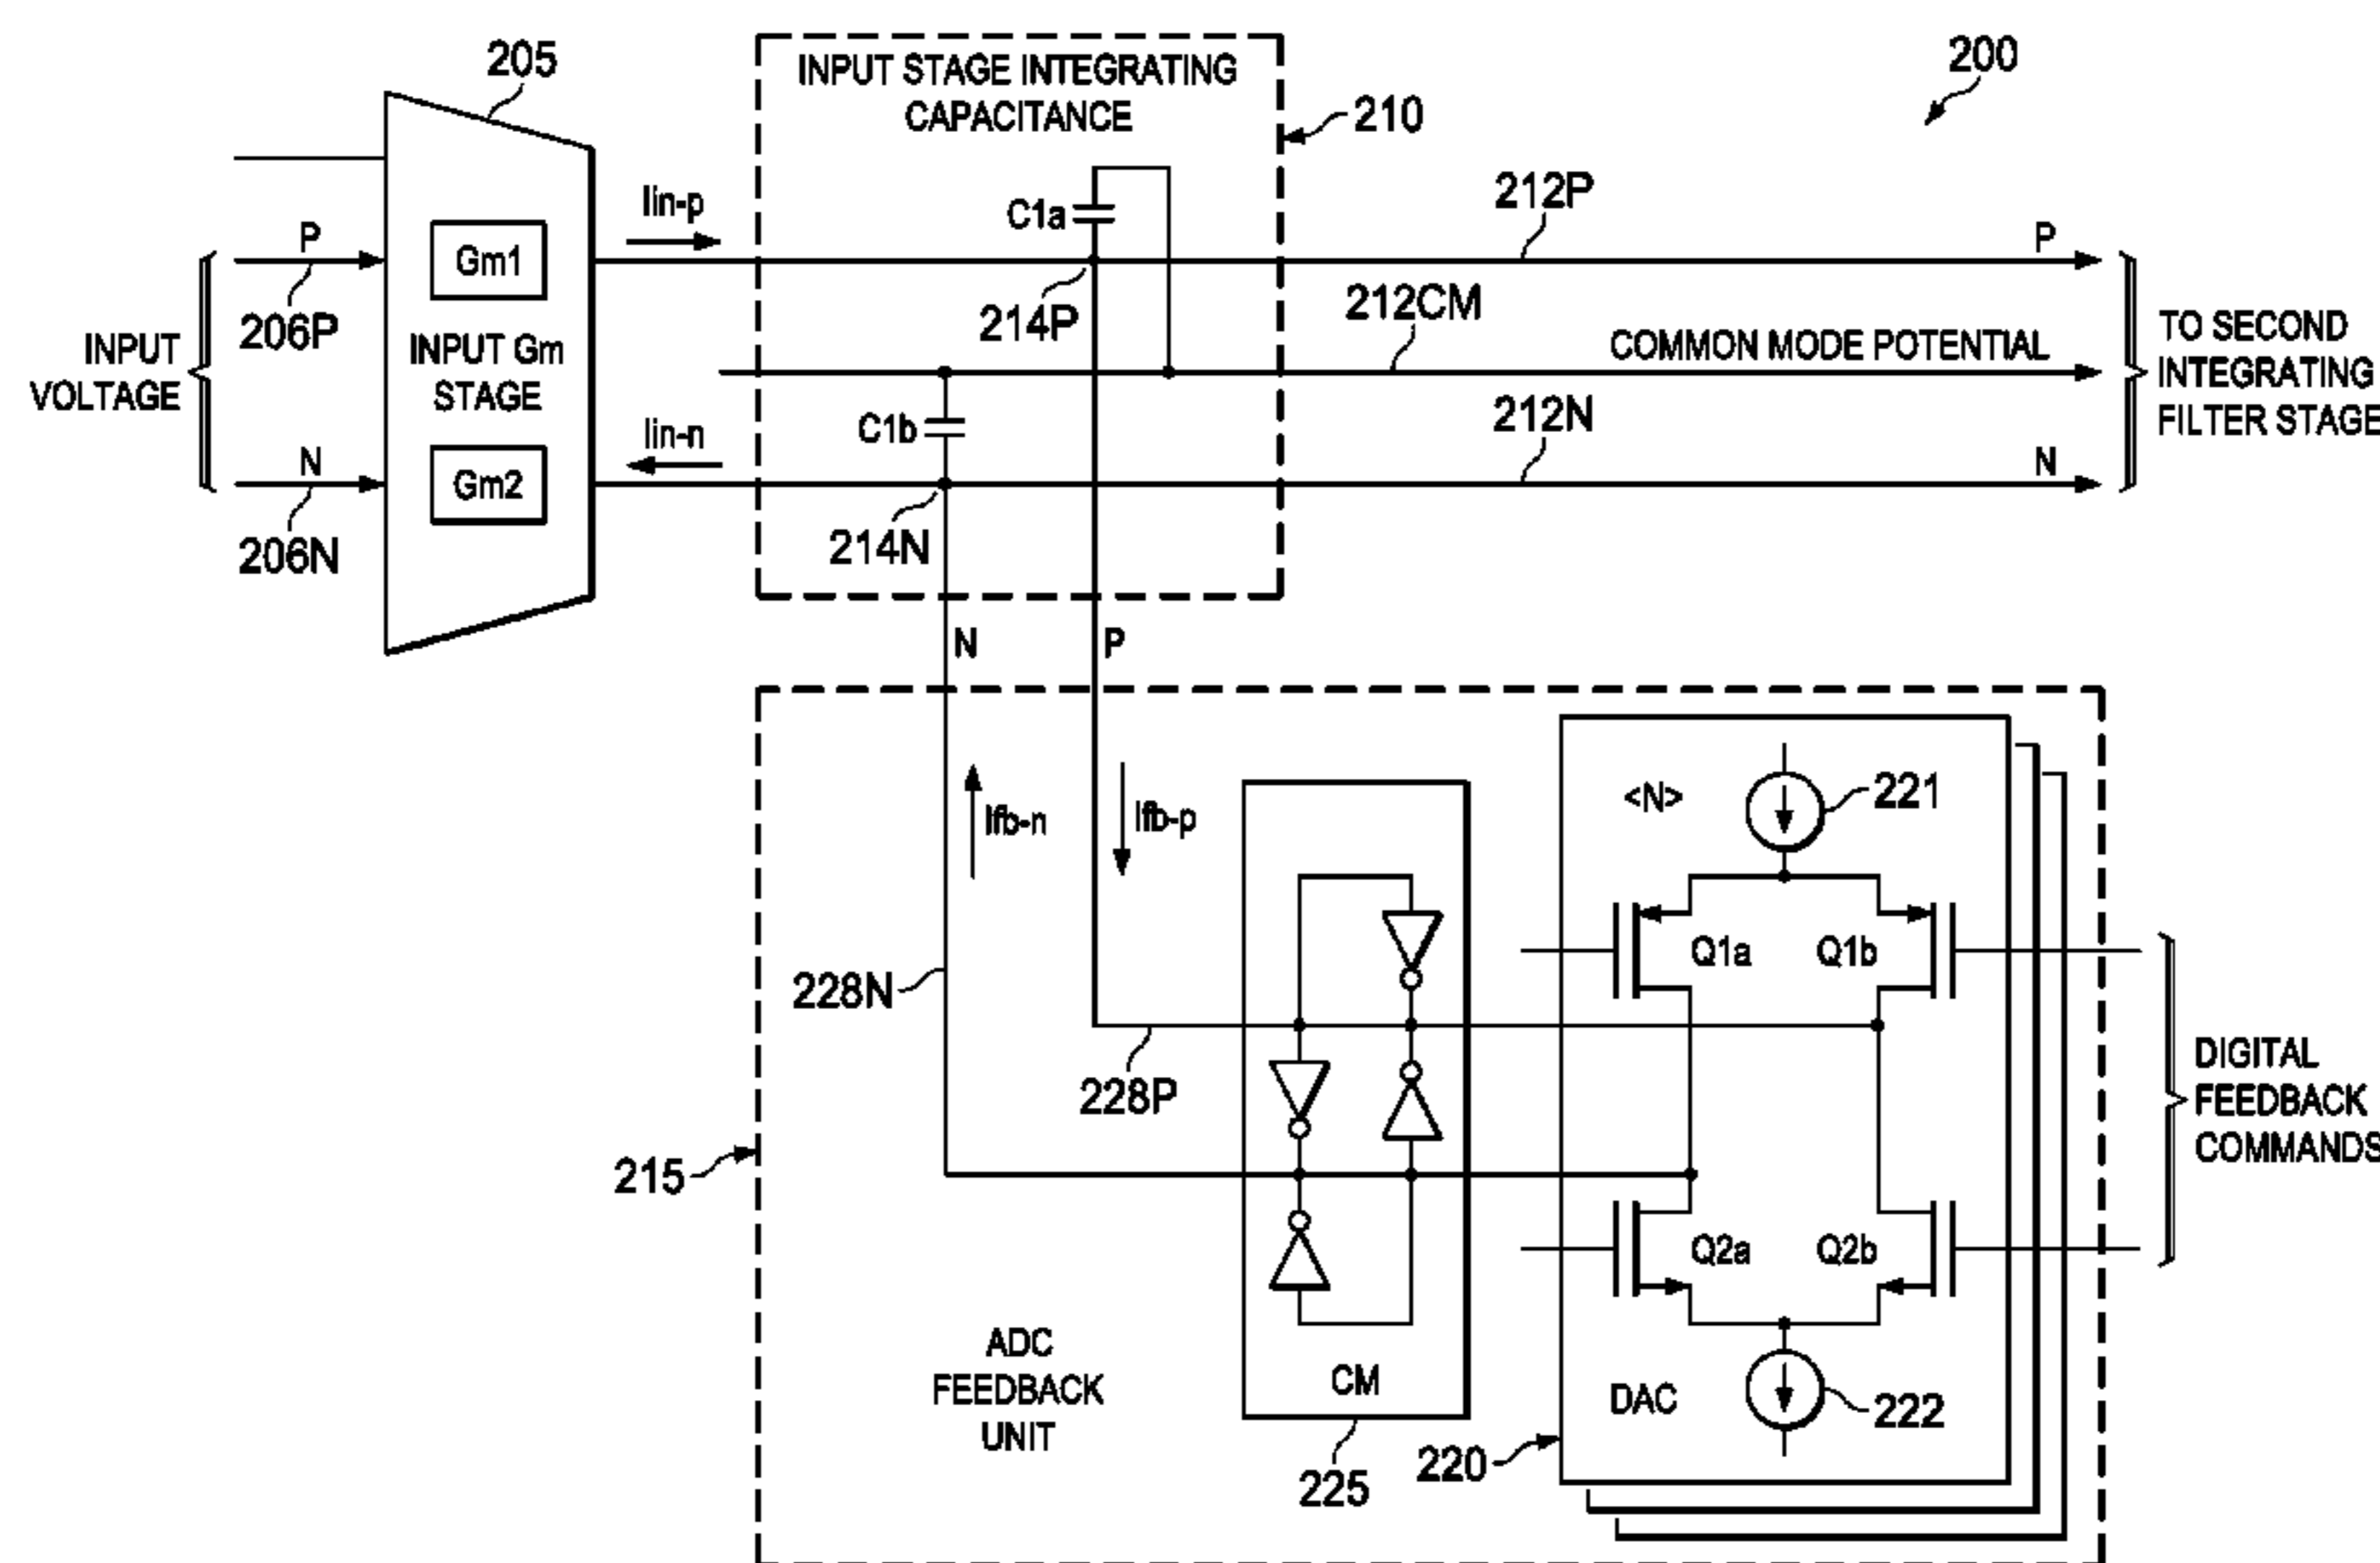 205
INPUT STAGE INTEGRATING
CAPACITANCE
210
200
Iin-p
C1a
212P
P
P
Gm1
206P
214P
212CM
INPUT
VOLTAGE
INPUT Gm
STAGE
COMMON MODE POTENTIAL
TO SECOND
INTEGRATING
FILTER STAGE
C1b
212N
Iin-n
N
N
Gm2
206N
214N
N
P
<N>
221
Ifb-n
Ifb-p
Q1a
Q1b
228N
228P
DIGITAL
FEEDBACK
COMMANDS
215
Q2a
Q2b
ADC
FEEDBACK
UNIT
CM
DAC
222
220
225